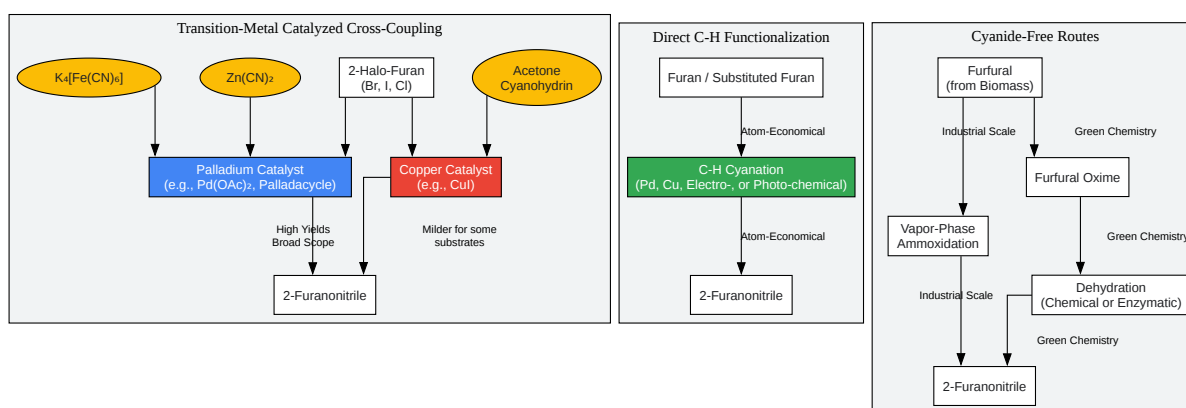 Transition-Metal Catalyzed Cross-Coupling
K₄[Fe(CN)₆]
Zn(CN)₂
2-Halo-Furan
(Br, I, Cl)
Acetone
Cyanohydrin
Palladium Catalyst
(e.g., Pd(OAc)₂, Palladacycle)
Copper Catalyst
(e.g., CuI)
High Yields
Broad Scope
Milder for some
substrates
2-Furanonitrile
Direct C-H Functionalization
Furan / Substituted Furan
Atom-Economical
C-H Cyanation
(Pd, Cu, Electro-, or Photo-chemical)
Atom-Economical
2-Furanonitrile
Cyanide-Free Routes
Furfural
(from Biomass)
Industrial Scale
Green Chemistry
Furfural Oxime
Vapor-Phase
Ammoxidation
Green Chemistry
Industrial Scale
Dehydration
(Chemical or Enzymatic)
Green Chemistry
2-Furanonitrile